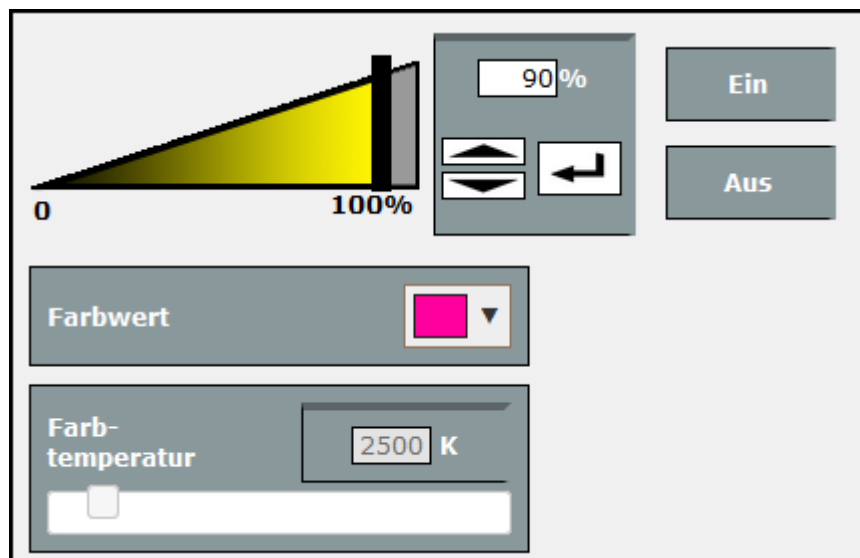 90 %
Ein
Aus
0
100%
Farbwert
Farb-
temperatur
2500 K